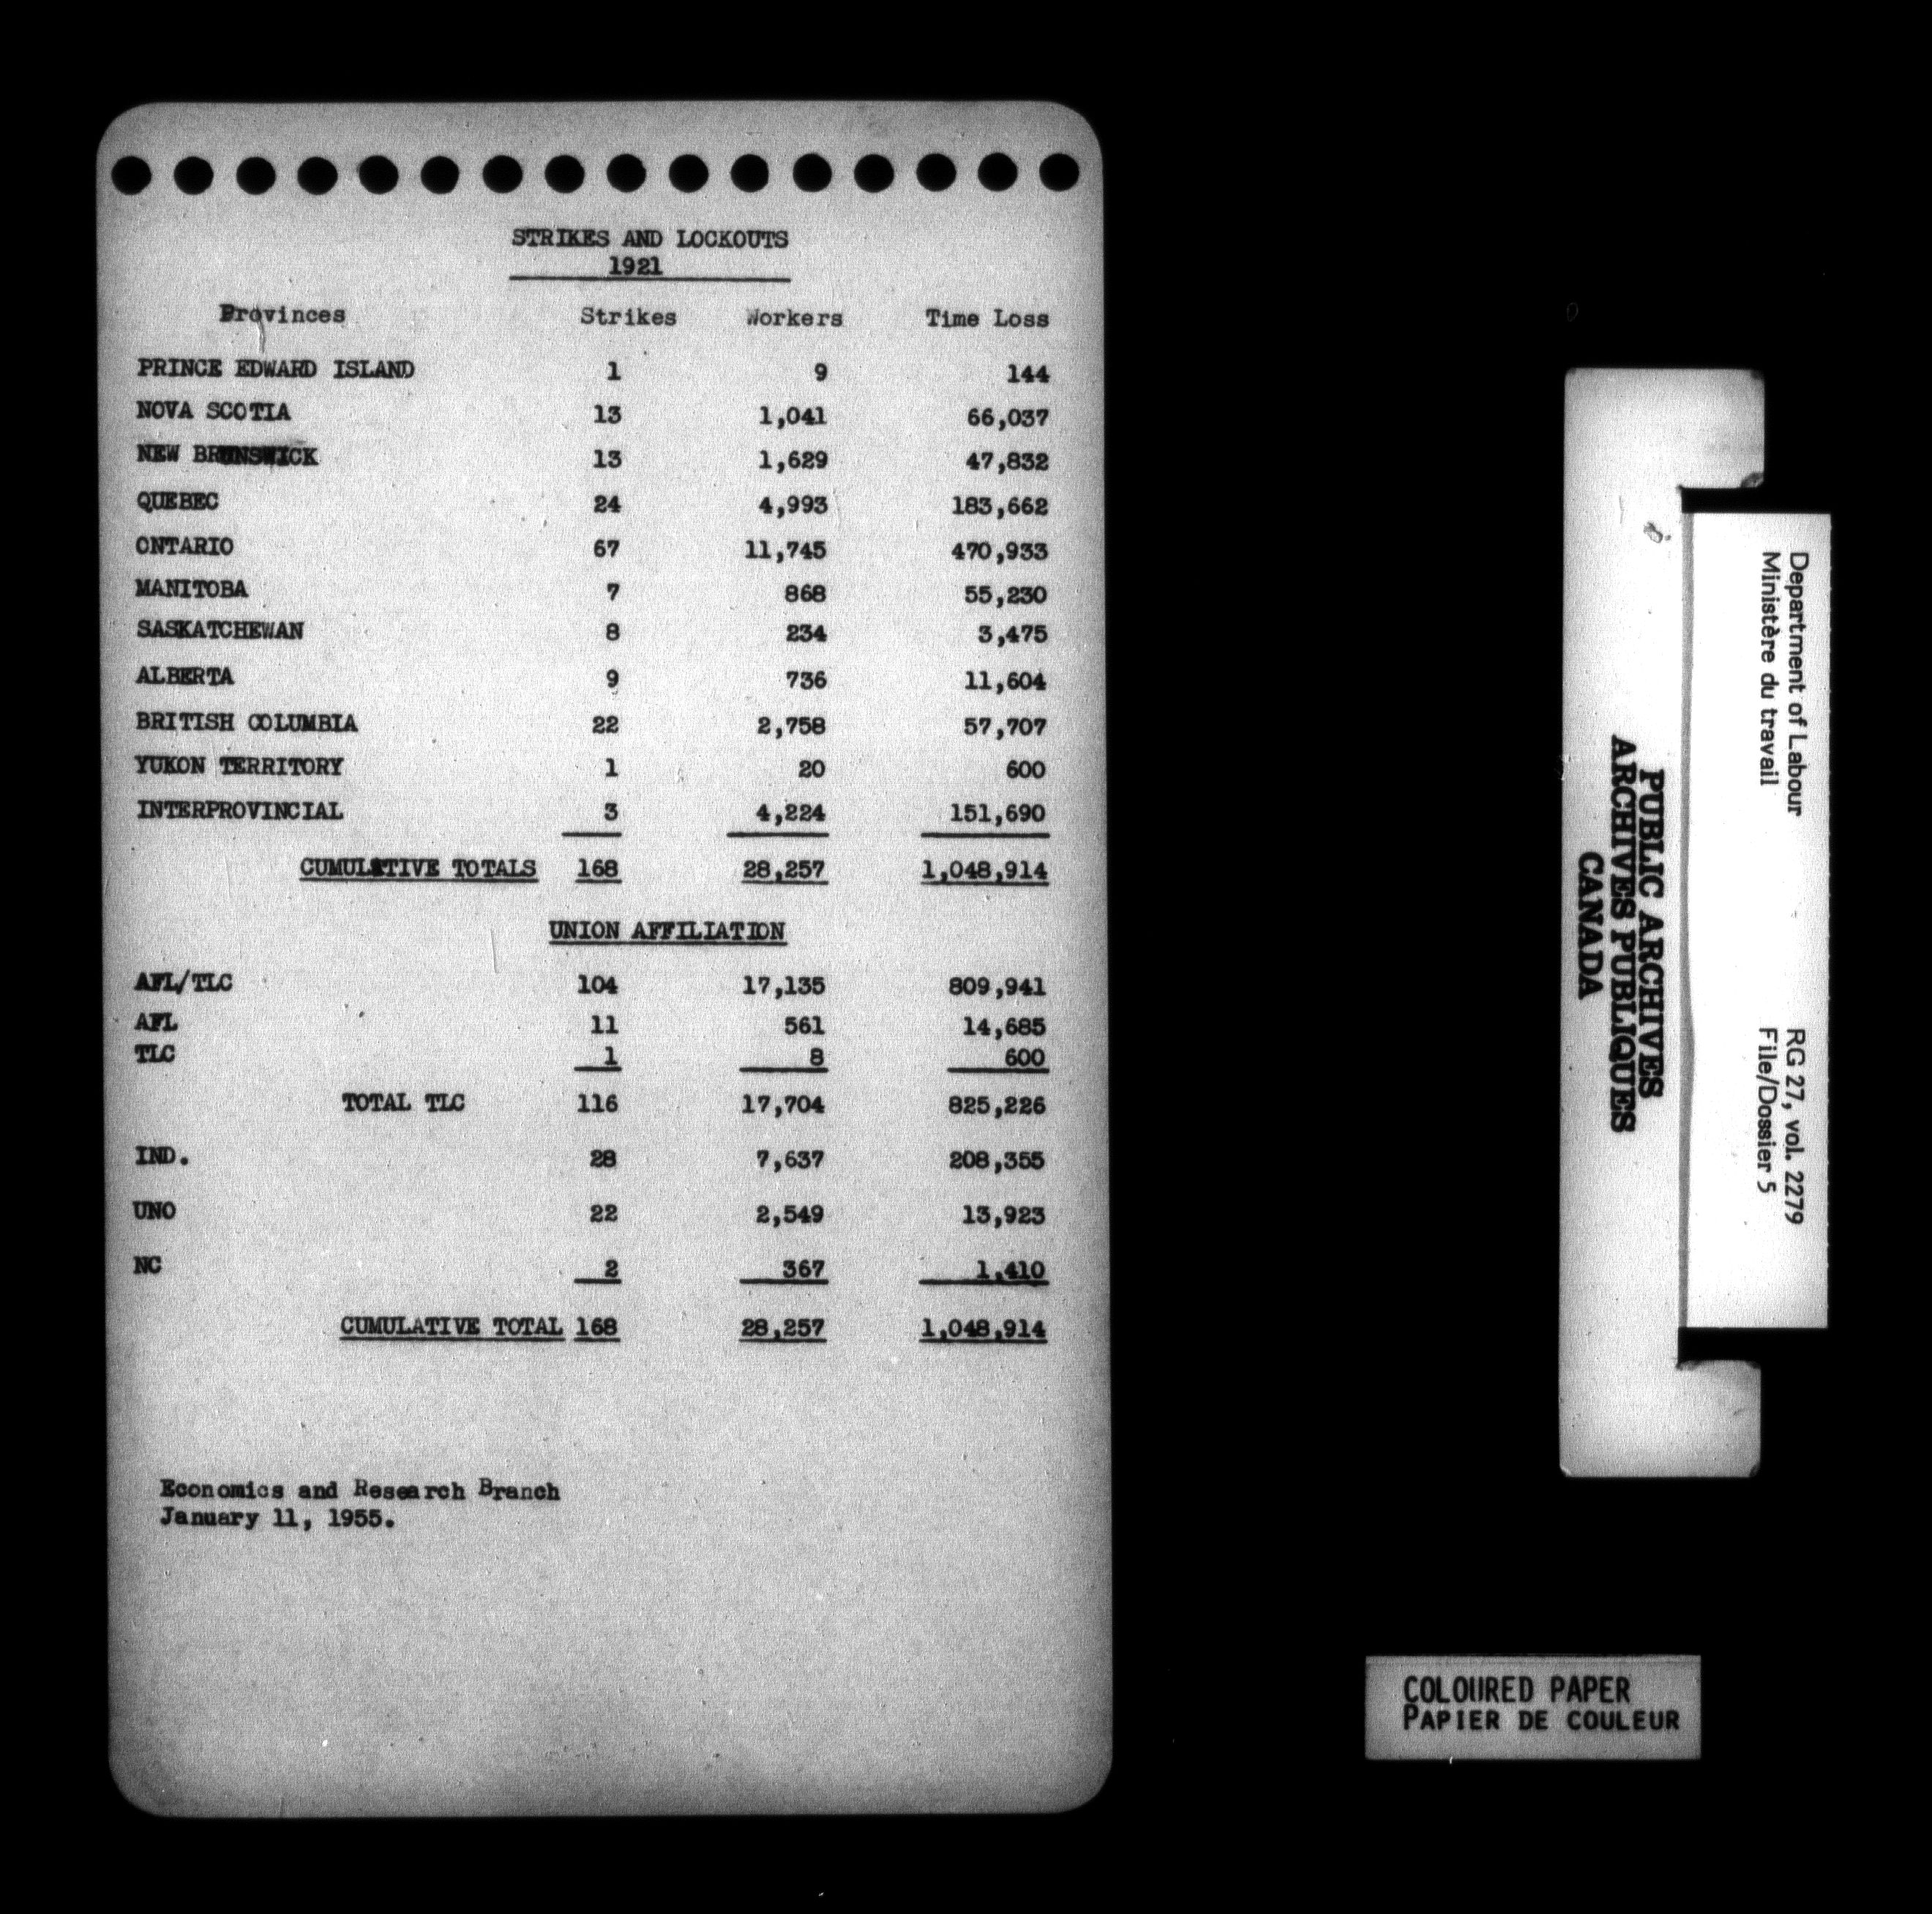 STRIKES AND LOCKOUTS
1921
Provinces Strikes Workers Time Loss
PRINCE EDWARD ISLAND 1 9 144
NOVA SCOTIA 13 1,041 66,037
NEW BRUNSWICK 13 1,629 47,832
QUEBEC 24 4,993 183,662
ONTARIO 67 11,745 470,933
MANITOBA 7 868 55,230
SASKATCHEWAN 8 234 3,475
ALBERTA 9 736 11,604
BRITISH COLUMBIA 22 2,758 57,707
YUKON TERRITORY 1 20 600
INTERPROVINCIAL 3 4,224 151,690
CUMULATIVE TOTALS 168 28,257 1,048,914
UNION AFFILIATION
AFL/TLC 104 17,135 809,941
AFL 11 561 14,685
TLC 1 8 600
TOTAL TLC 116 17,704 825,226
IND. 28 7,637 208,355
UNO 22 2,549 13,923
NC 2 367 1,410
CUMULATIVE TOTAL 168 28,257 1,048,914
Economics and Research Branch
January 11, 1955.
Department of Labour RG 27, vol. 2279
Ministère du travail File/Dossier 5
PUBLIC ARCHIVES
ARCHIVES PUBLIQUES
CANADA
COLOURED PAPER
PAPIER DE COULEUR